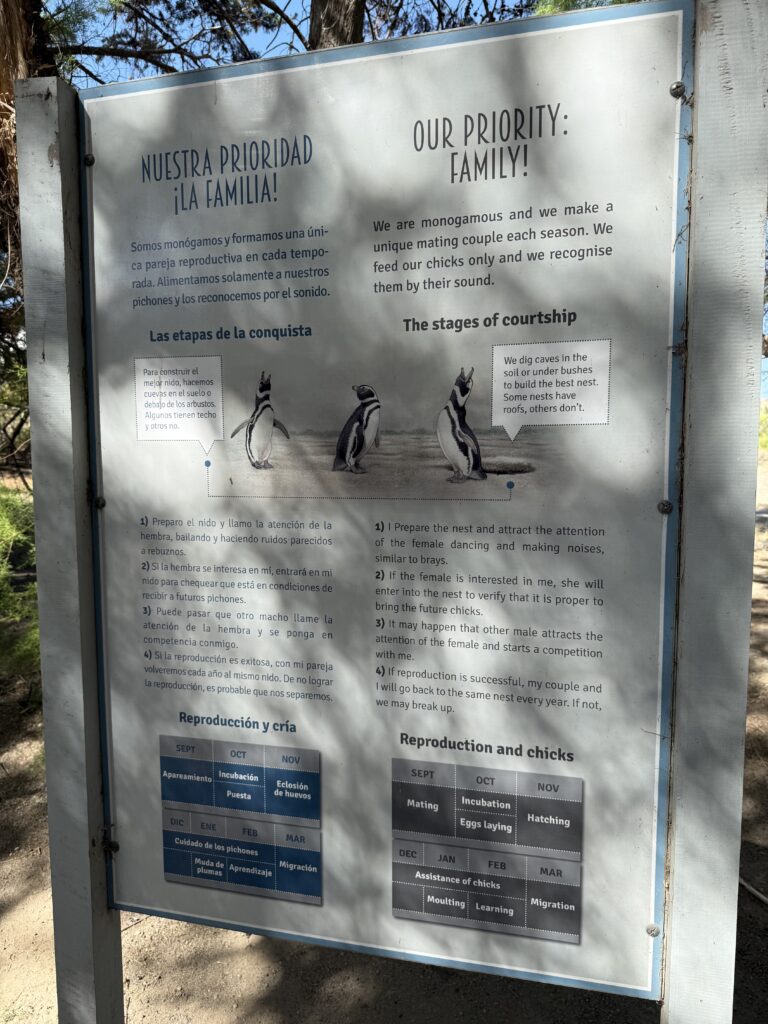 NUESTRA PRIORIDAD
¡LA FAMILIA!
Somos monógamos y formamos una úni-
ca pareja reproductiva en cada tempo-
rada. Alimentamos solamente a nuestros
pichones y los reconocemos por el sonido.
Las etapas de la conquista
Para construir el
mejor nido, hacemos
cuevas en el suelo o
debajo de los arbustos.
Algunos tienen techo
y otros no.
1) Preparo el nido y llamo la atención de la
hembra, bailando y haciendo ruidos parecidos
a rebuznos.
2) Si la hembra se interesa en mí, entrará en mi
nido para chequear que está en condiciones de
recibir a futuros pichones.
3) Puede pasar que otro macho llame la
atención de la hembra y se ponga en
competencia conmigo.
4) Si la reproducción es exitosa, con mi pareja
volveremos cada año al mismo nido. De no lograr
la reproducción, es probable que nos separemos.
Reproducción y cría
SEPT OCT NOV
Apareamiento Incubación Eclosión
de huevos
Puesta
DIC ENE FEB MAR
Cuidado de los pichones
Muda de
plumas Aprendizaje Migración
OUR PRIORITY:
FAMILY!
We are monogamous and we make a
unique mating couple each season. We
feed our chicks only and we recognise
them by their sound.
The stages of courtship
We dig caves in the
soil or under bushes
to build the best nest.
Some nests have
roofs, others don't.
1) I Prepare the nest and attract the attention
of the female dancing and making noises,
similar to brays.
2) If the female is interested in me, she will
enter into the nest to verify that it is proper to
bring the future chicks.
3) It may happen that other male attracts the
attention of the female and starts a competition
with me.
4) If reproduction is successful, my couple and
I will go back to the same nest every year. If not,
we may break up.
Reproduction and chicks
SEPT OCT NOV
Mating Incubation Hatching
Eggs laying
DEC JAN FEB MAR
Assistance of chicks
Moulting Learning Migration